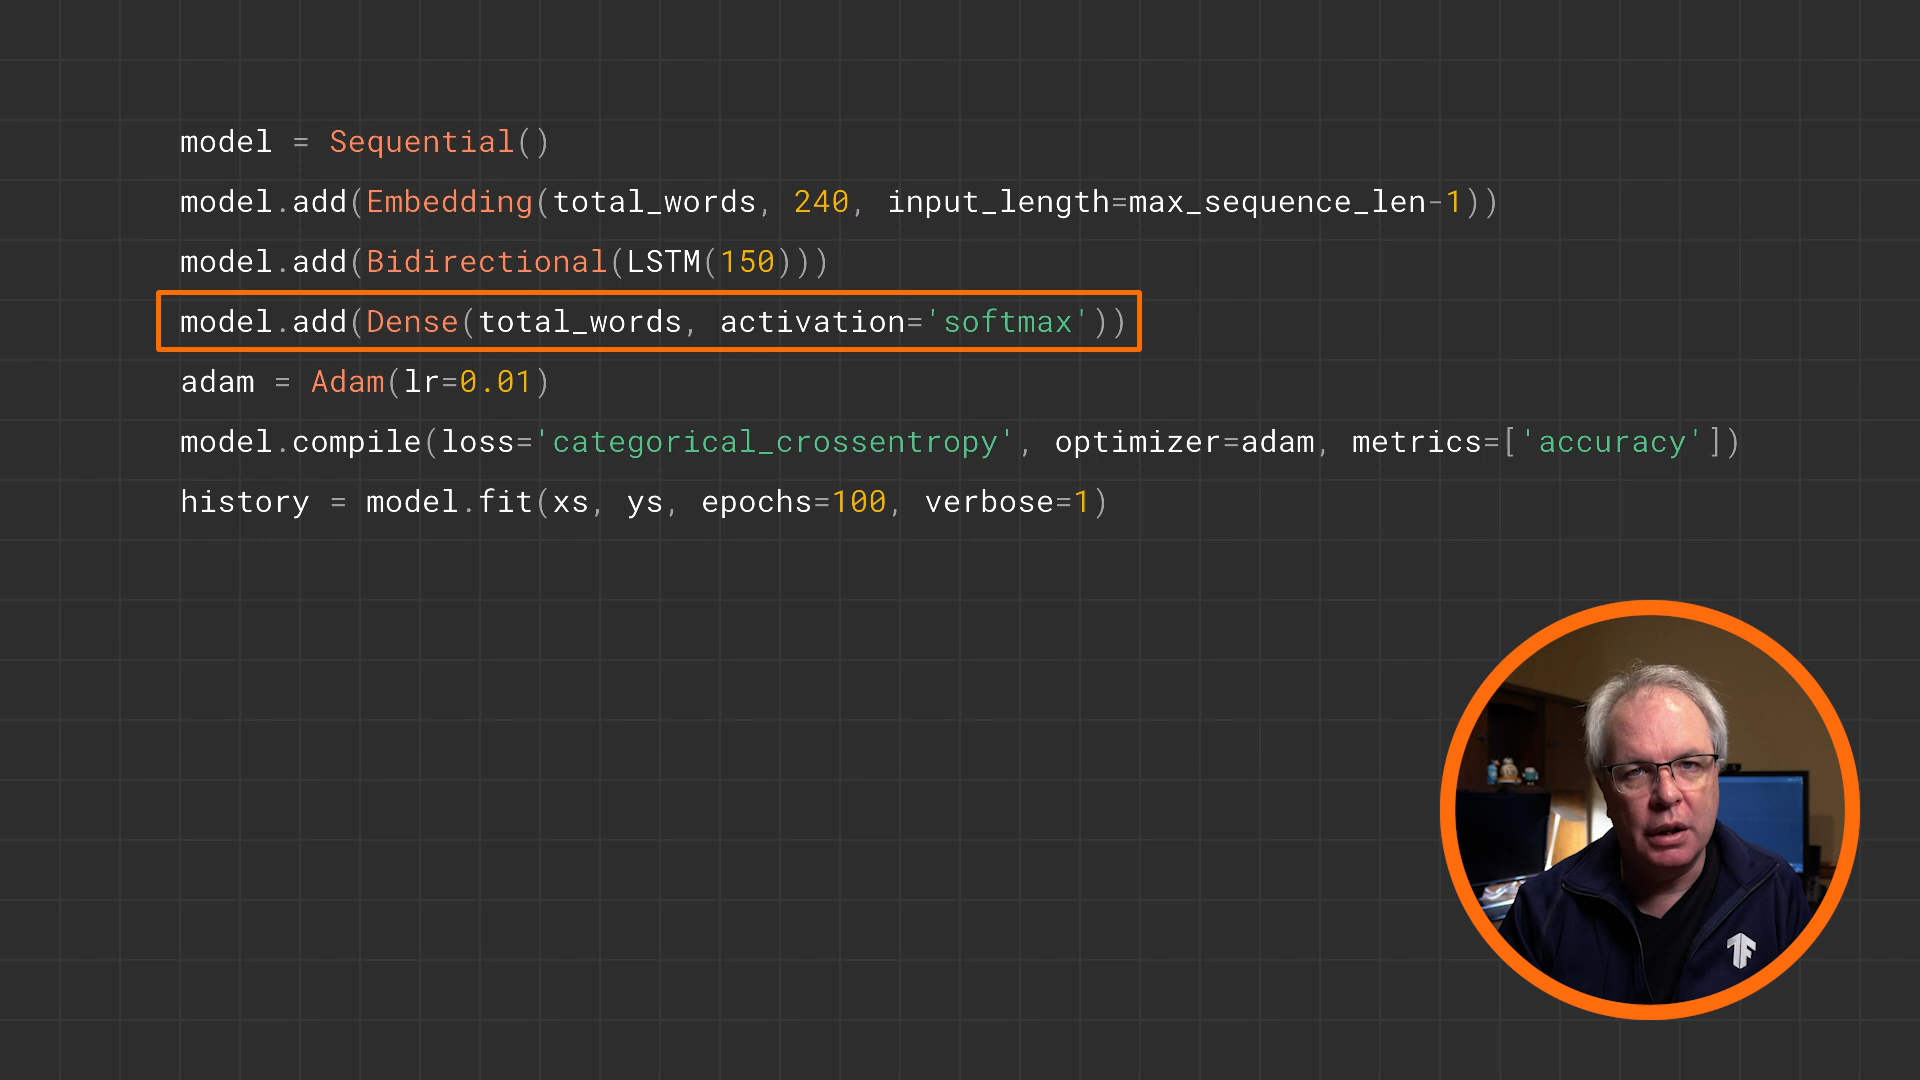 model = Sequential()
model.add(Embedding(total_words, 240, input_length=max_sequence_len-1))
model.add(Bidirectional(LSTM(150)))
model.add(Dense(total_words, activation='softmax'))
adam = Adam(lr=0.01)
model.compile(loss='categorical_crossentropy', optimizer=adam, metrics=['accuracy'])
history = model.fit(xs, ys, epochs=100, verbose=1)